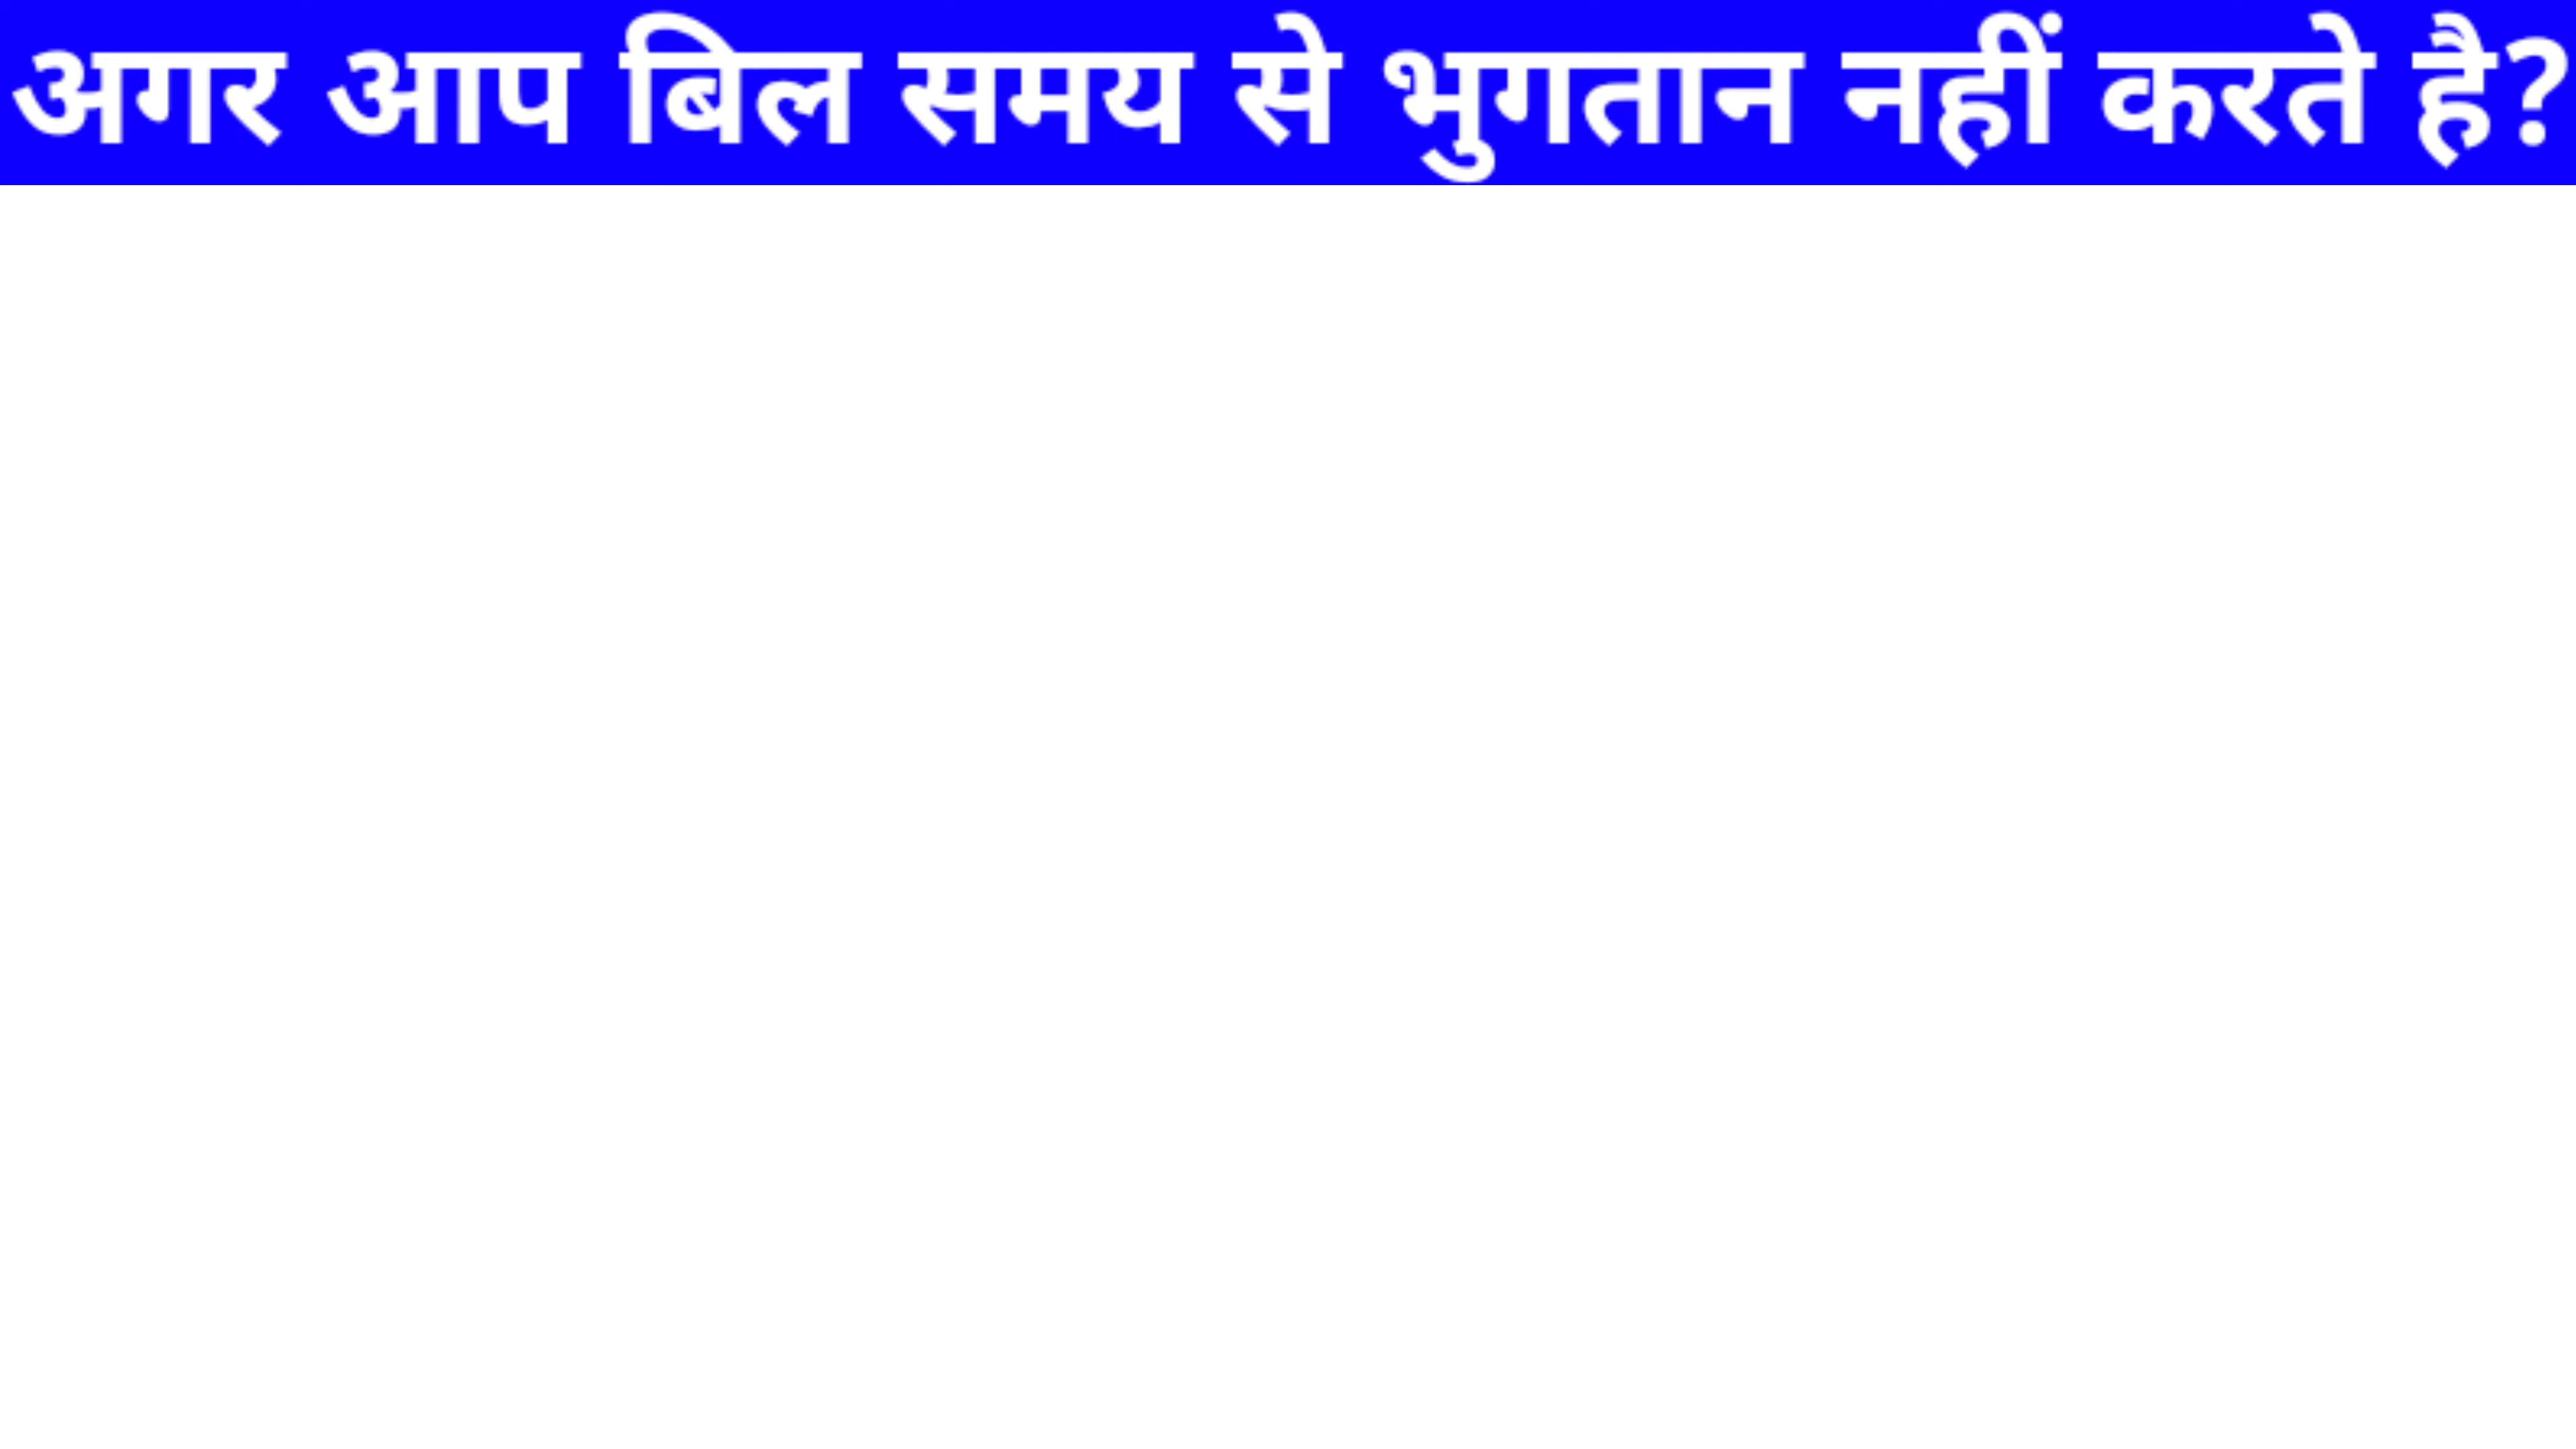 अगर आप बिल समय से भुगतान नहीं करते है?